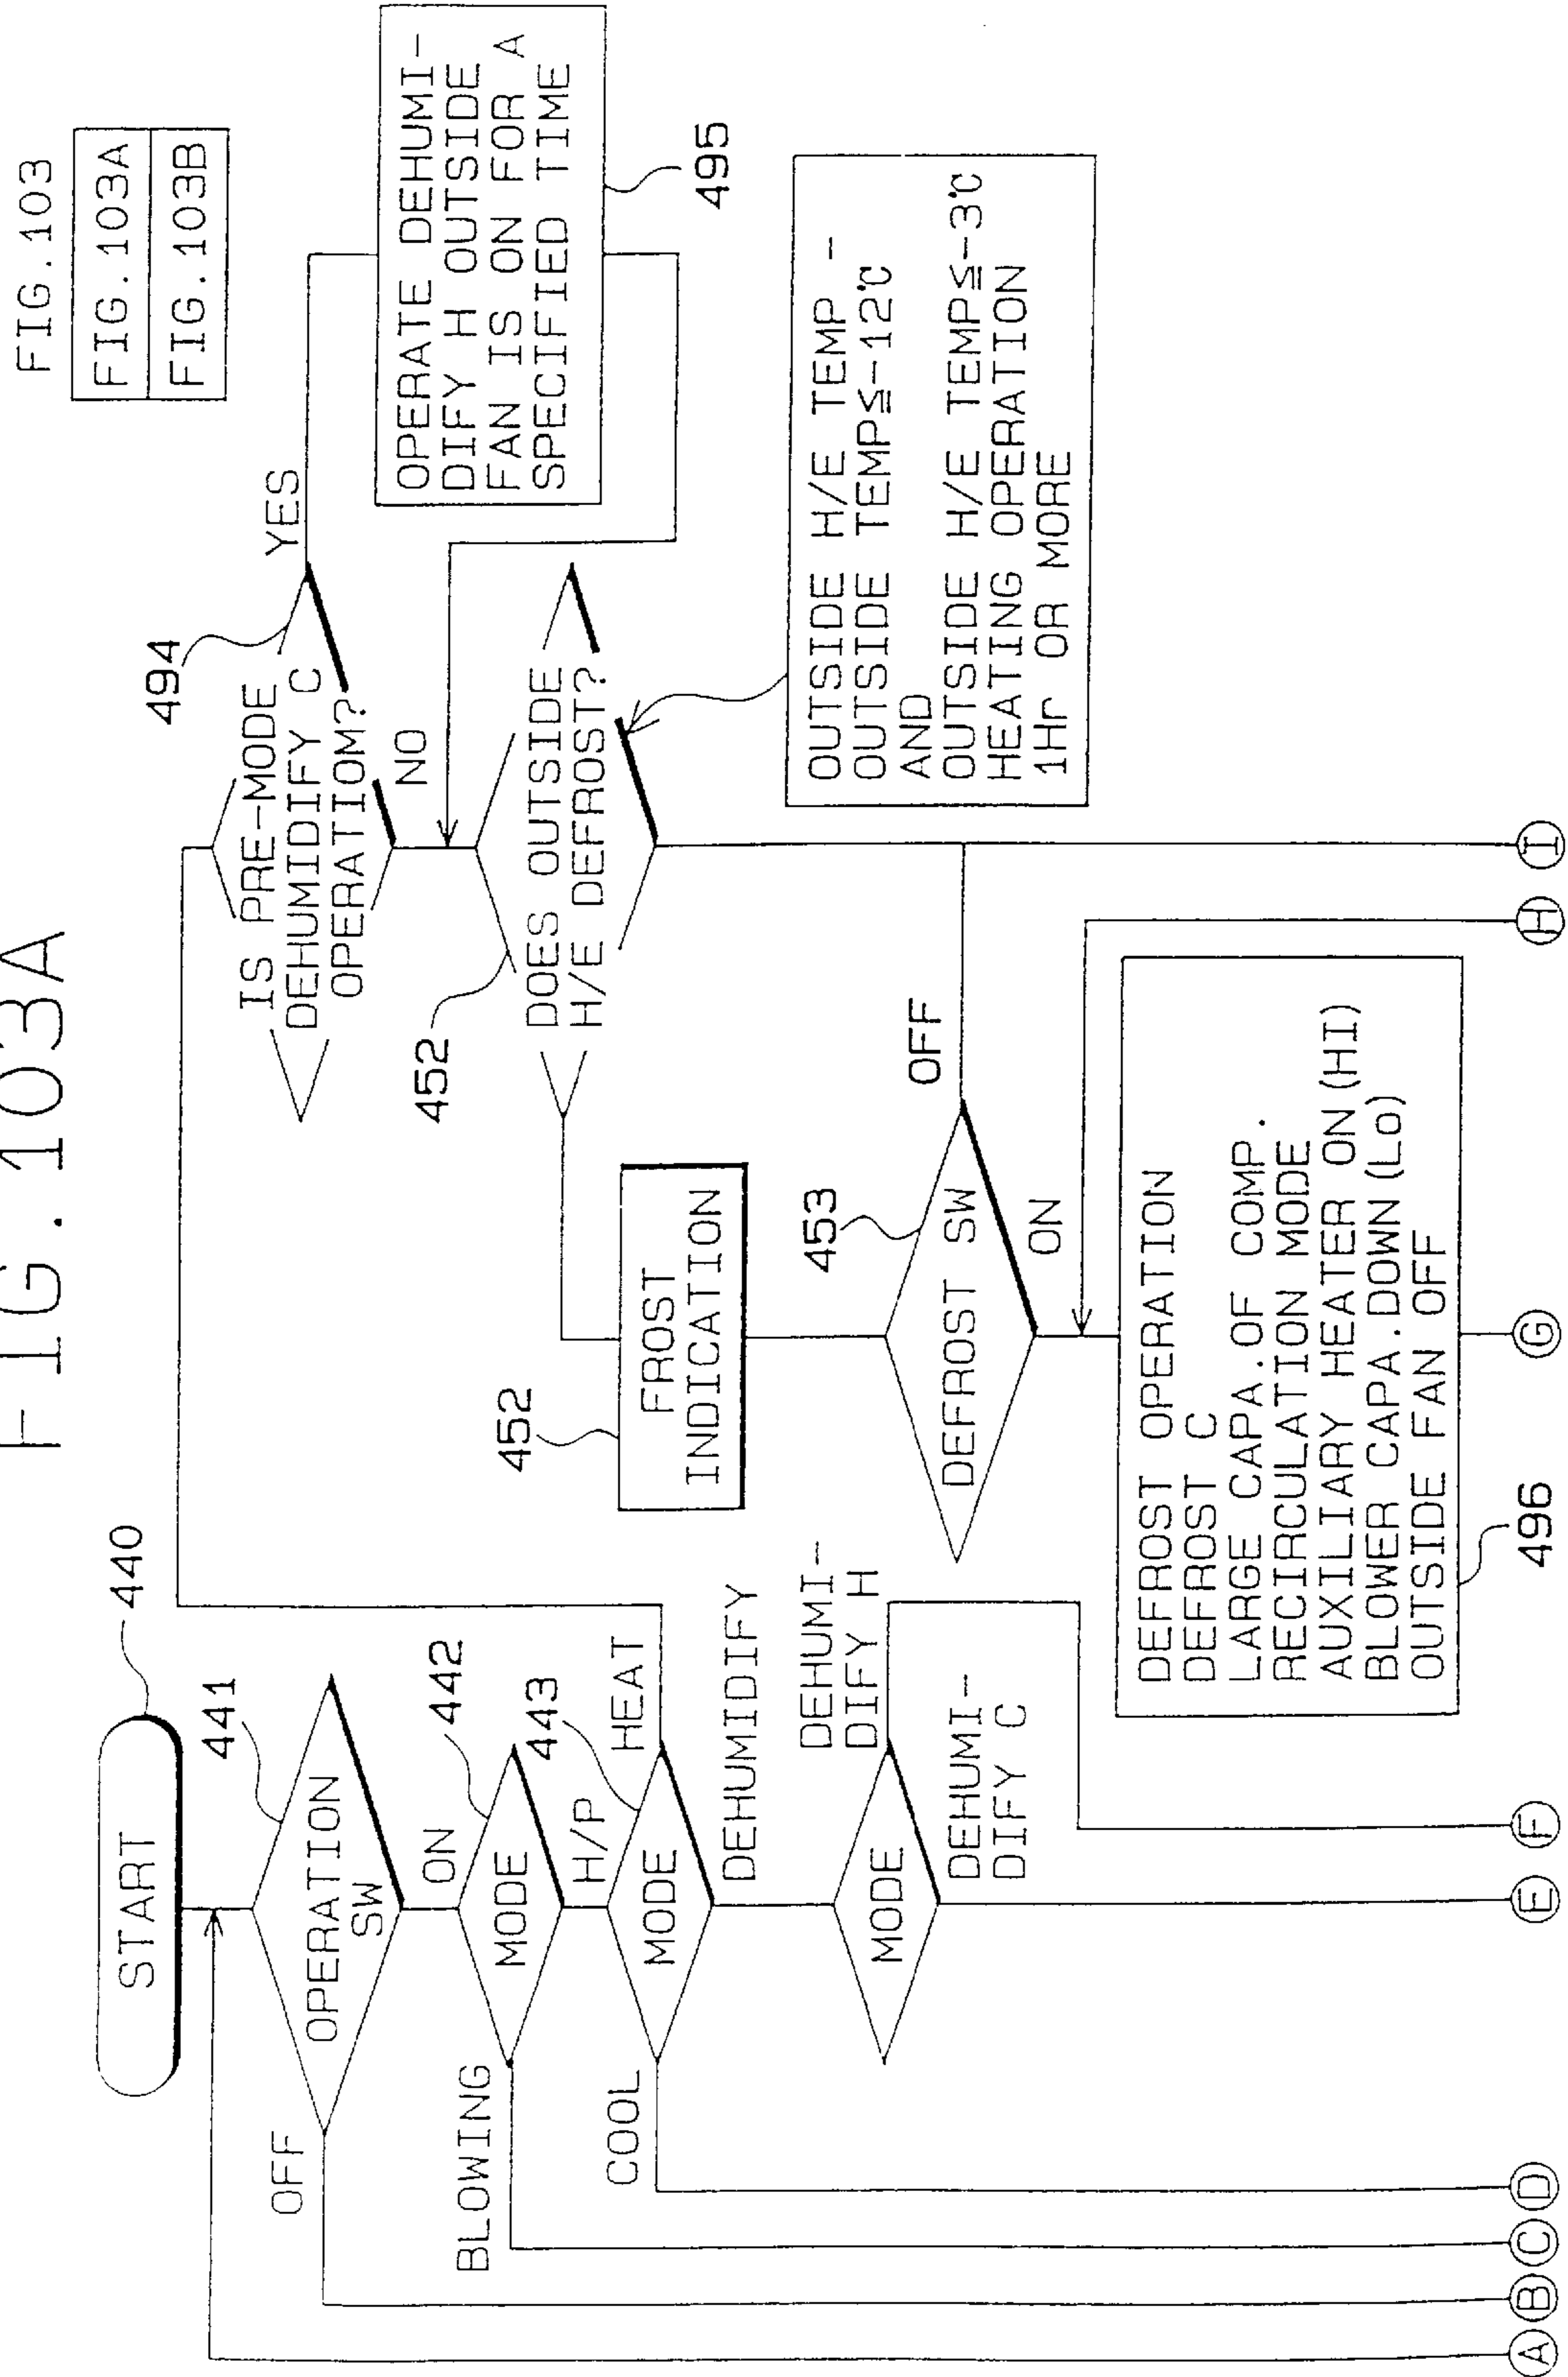 FIG. 103A
FIG. 103
FIG. 103A
FIG. 103B
START
440
441
OPERATION
SW
OFF
ON
442
MODE
BLOWING
H/P
443
MODE
COOL
HEAT
DEHUMIDIFY
MODE
DEHUMI-
DIFY H
DEHUMI-
DIFY C
494
IS PRE-MODE
DEHUMIDIFY C
OPERATION?
OPERATIOM?
YES
NO
OPERATE DEHUMI-
DIFY H OUTSIDE
FAN IS ON FOR A
SPECIFIED TIME
495
452
DOES OUTSIDE
H/E DEFROST?
OUTSIDE H/E TEMP -
OUTSIDE TEMP≦-12℃
AND
OUTSIDE H/E TEMP≦-3℃
HEATING OPERATION
1Hr OR MORE
452
FROST
INDICATION
453
DEFROST SW
OFF
ON
DEFROST OPERATION
DEFROST C
LARGE CAPA.OF COMP.
RECIRCULATION MODE
AUXILIARY HEATER ON(HI)
BLOWER CAPA.DOWN(Lo)
OUTSIDE FAN OFF
496
A B C D E F G H I